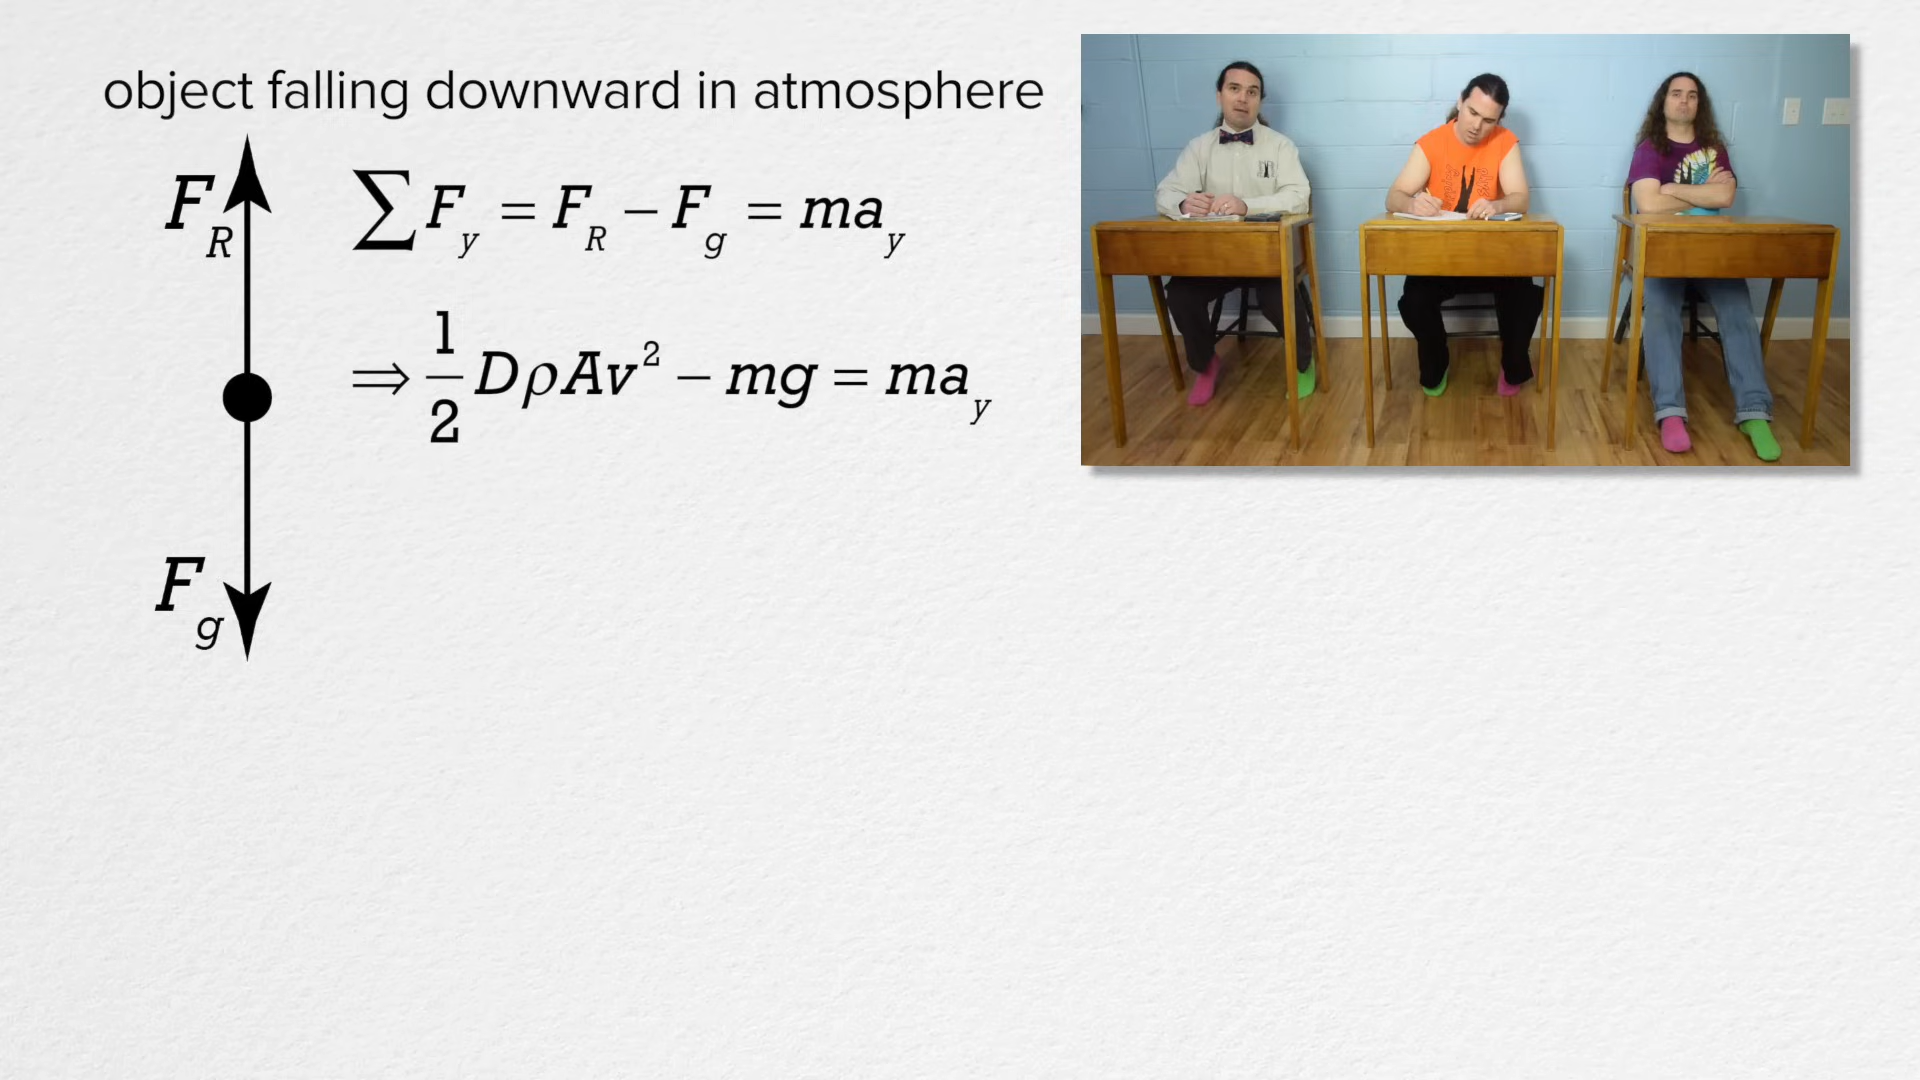 object falling downward in atmosphere
F_R
∑F_y = F_R − F_g = ma_y
⇒ 1/2 DρAv² − mg = ma_y
F_g